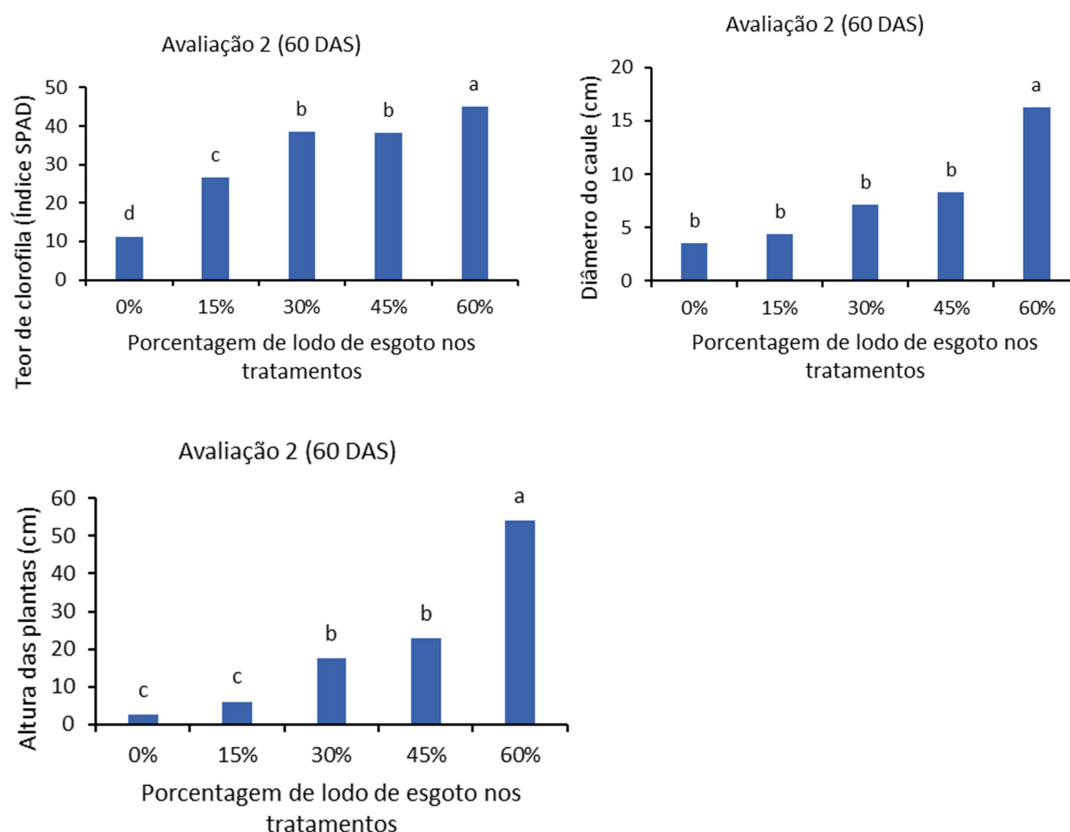 Avaliação 2 (60 DAS)
Teor de clorofila (Índice SPAD)
50
40
30
20
10
0
d
c
b
b
a
0% 15% 30% 45% 60%
Porcentagem de lodo de esgoto nos
tratamentos
Avaliação 2 (60 DAS)
Diâmetro do caule (cm)
20
15
10
5
0
b
b
b
b
a
0% 15% 30% 45% 60%
Porcentagem de lodo de esgoto nos
tratamentos
Avaliação 2 (60 DAS)
Altura das plantas (cm)
60
50
40
30
20
10
0
c
c
b
b
a
0% 15% 30% 45% 60%
Porcentagem de lodo de esgoto nos
tratamentos